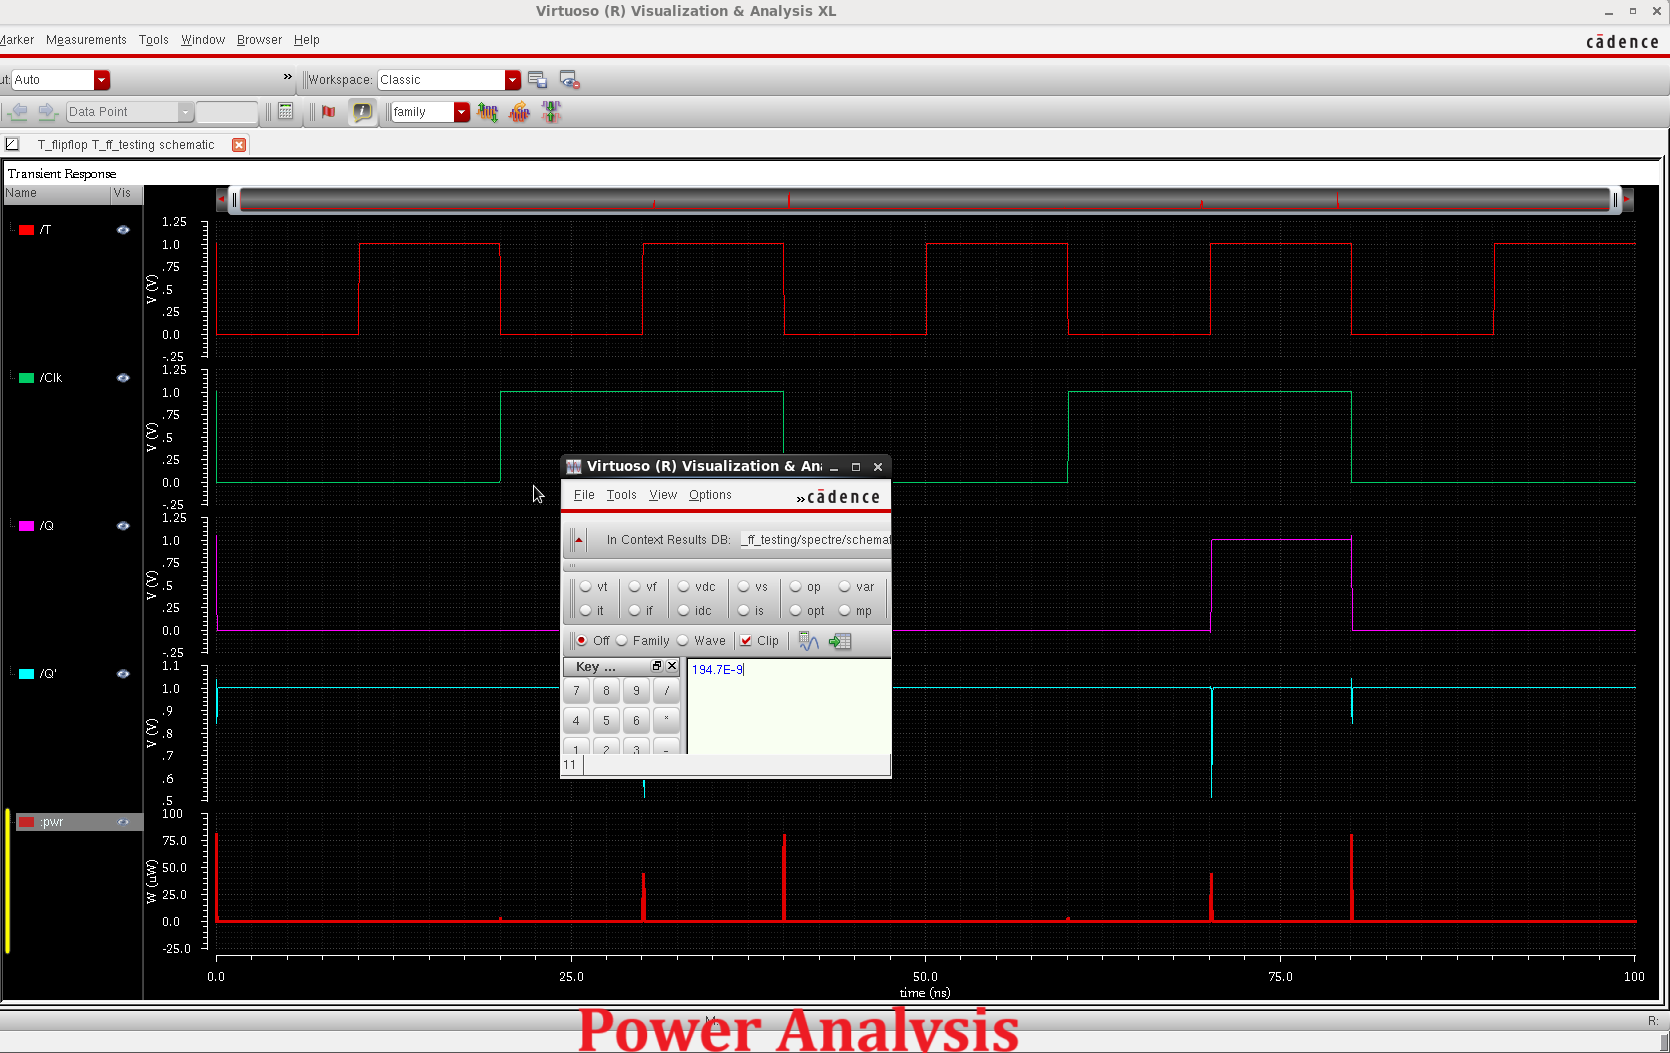 Virtuoso (R) Visualization & Analysis XL
Marker Measurements Tools Window Browser Help
cādence
ut: Auto » Workspace: Classic
Data Point family
T_flipflop T_ff_testing schematic
Transient Response
Name Vis
/T
1.25
1.0
.75
.5
.25
0.0
-.25
V (V)
/Clk
1.25
1.0
.75
.5
.25
0.0
-.25
V (V)
/Q
1.25
1.0
.75
.5
.25
0.0
-.25
V (V)
/Q'
1.1
1.0
.9
.8
.7
.6
.5
V (V)
:pwr
100
75.0
50.0
25.0
0.0
-25.0
W (uW)
0.0 25.0 50.0 75.0 100
time (ns)
Virtuoso (R) Visualization & An
File Tools View Options » cādence
In Context Results DB: _ff_testing/spectre/schemat
vt vf vdc vs op var
it if idc is opt mp
Off Family Wave Clip
Key ...
194.7E-9
7 8 9 /
4 5 6 *
1 2 3 -
11
M: R:
Power Analysis